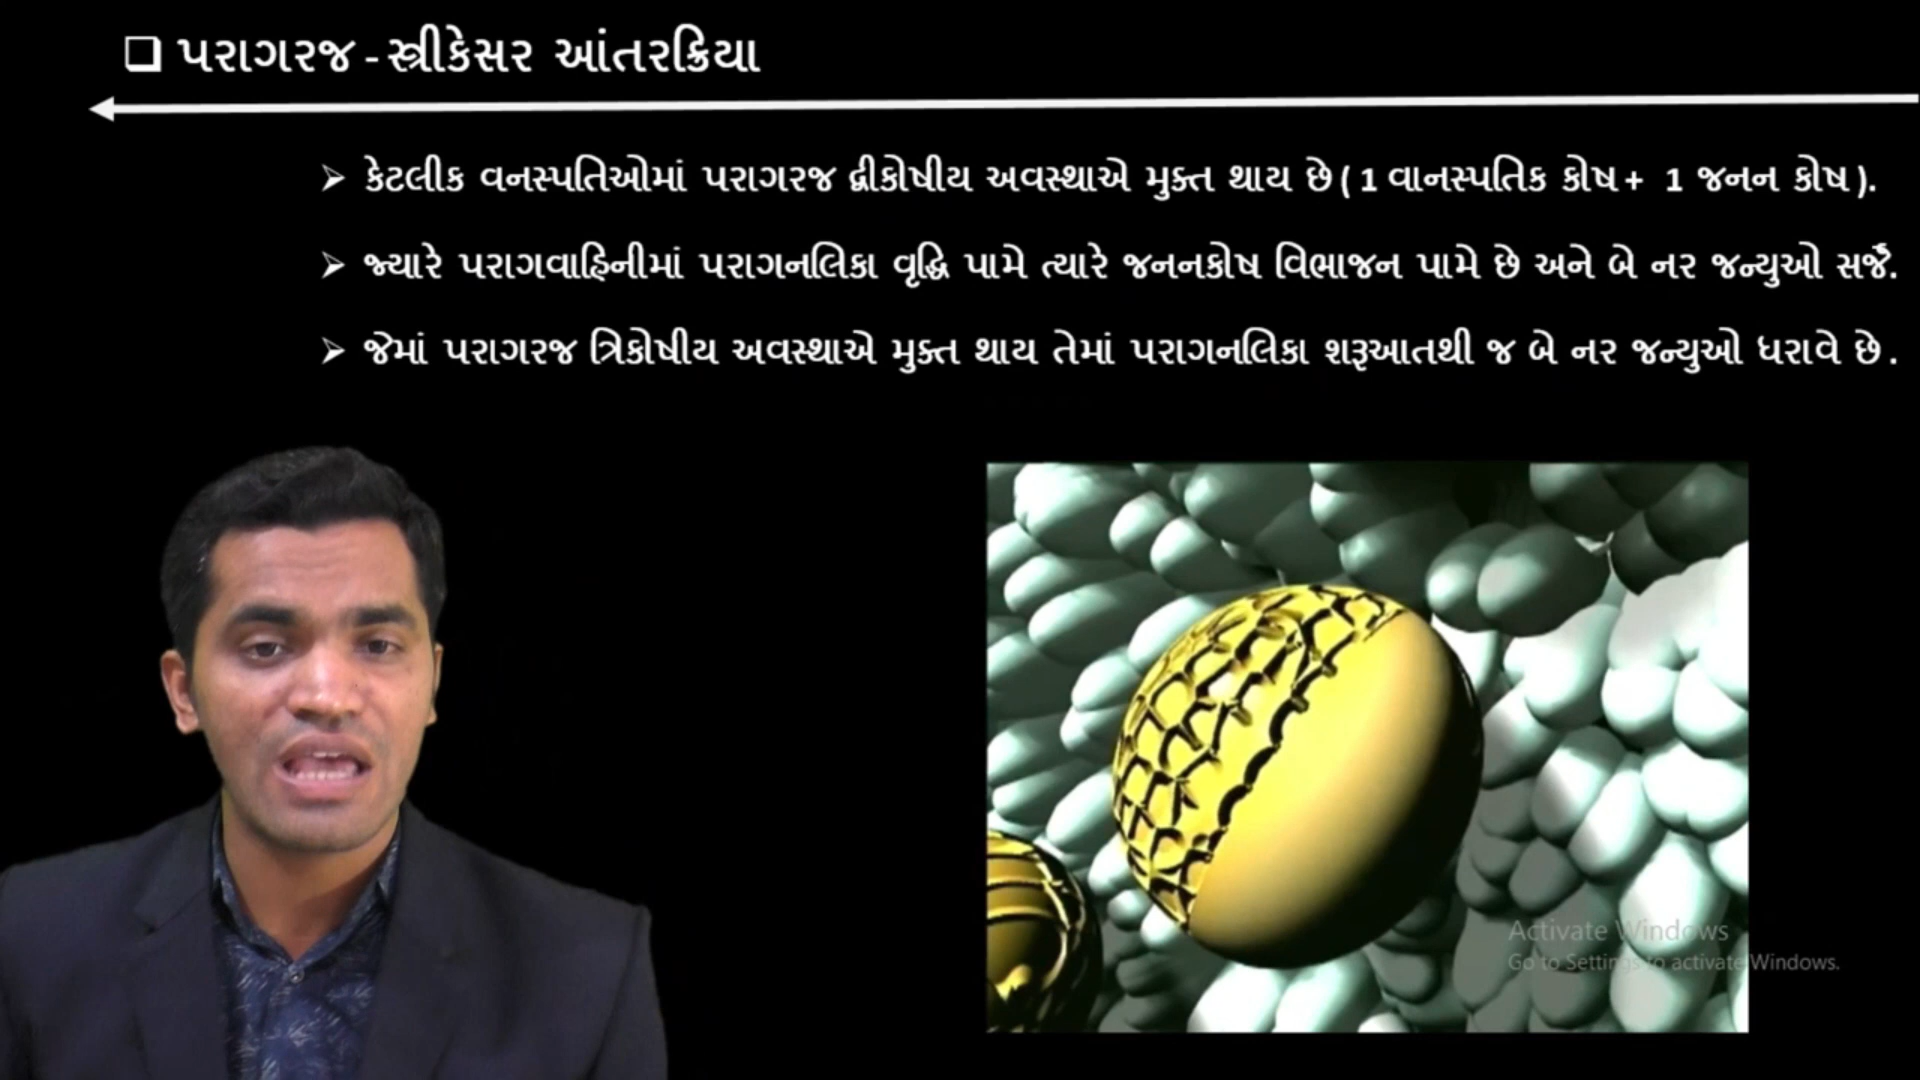 ❑ પરાગરજ - સ્ત્રીકેસર આંતરક્રિયા
➢ કેટલીક વનસ્પતિઓમાં પરાગરજ દ્વીકોષીય અવસ્થાએ મુક્ત થાય છે ( 1 વાનસ્પતિક કોષ + 1 જનન કોષ ).
➢ જ્યારે પરાગવાહિનીમાં પરાગનલિકા વૃદ્ધિ પામે ત્યારે જનનકોષ વિભાજન પામે છે અને બે નર જન્યુઓ સર્જે.
➢ જેમાં પરાગરજ ત્રિકોષીય અવસ્થાએ મુક્ત થાય તેમાં પરાગનલિકા શરૂઆતથી જ બે નર જન્યુઓ ધરાવે છે .
Activate Windows
Go to Settings to activate Windows.